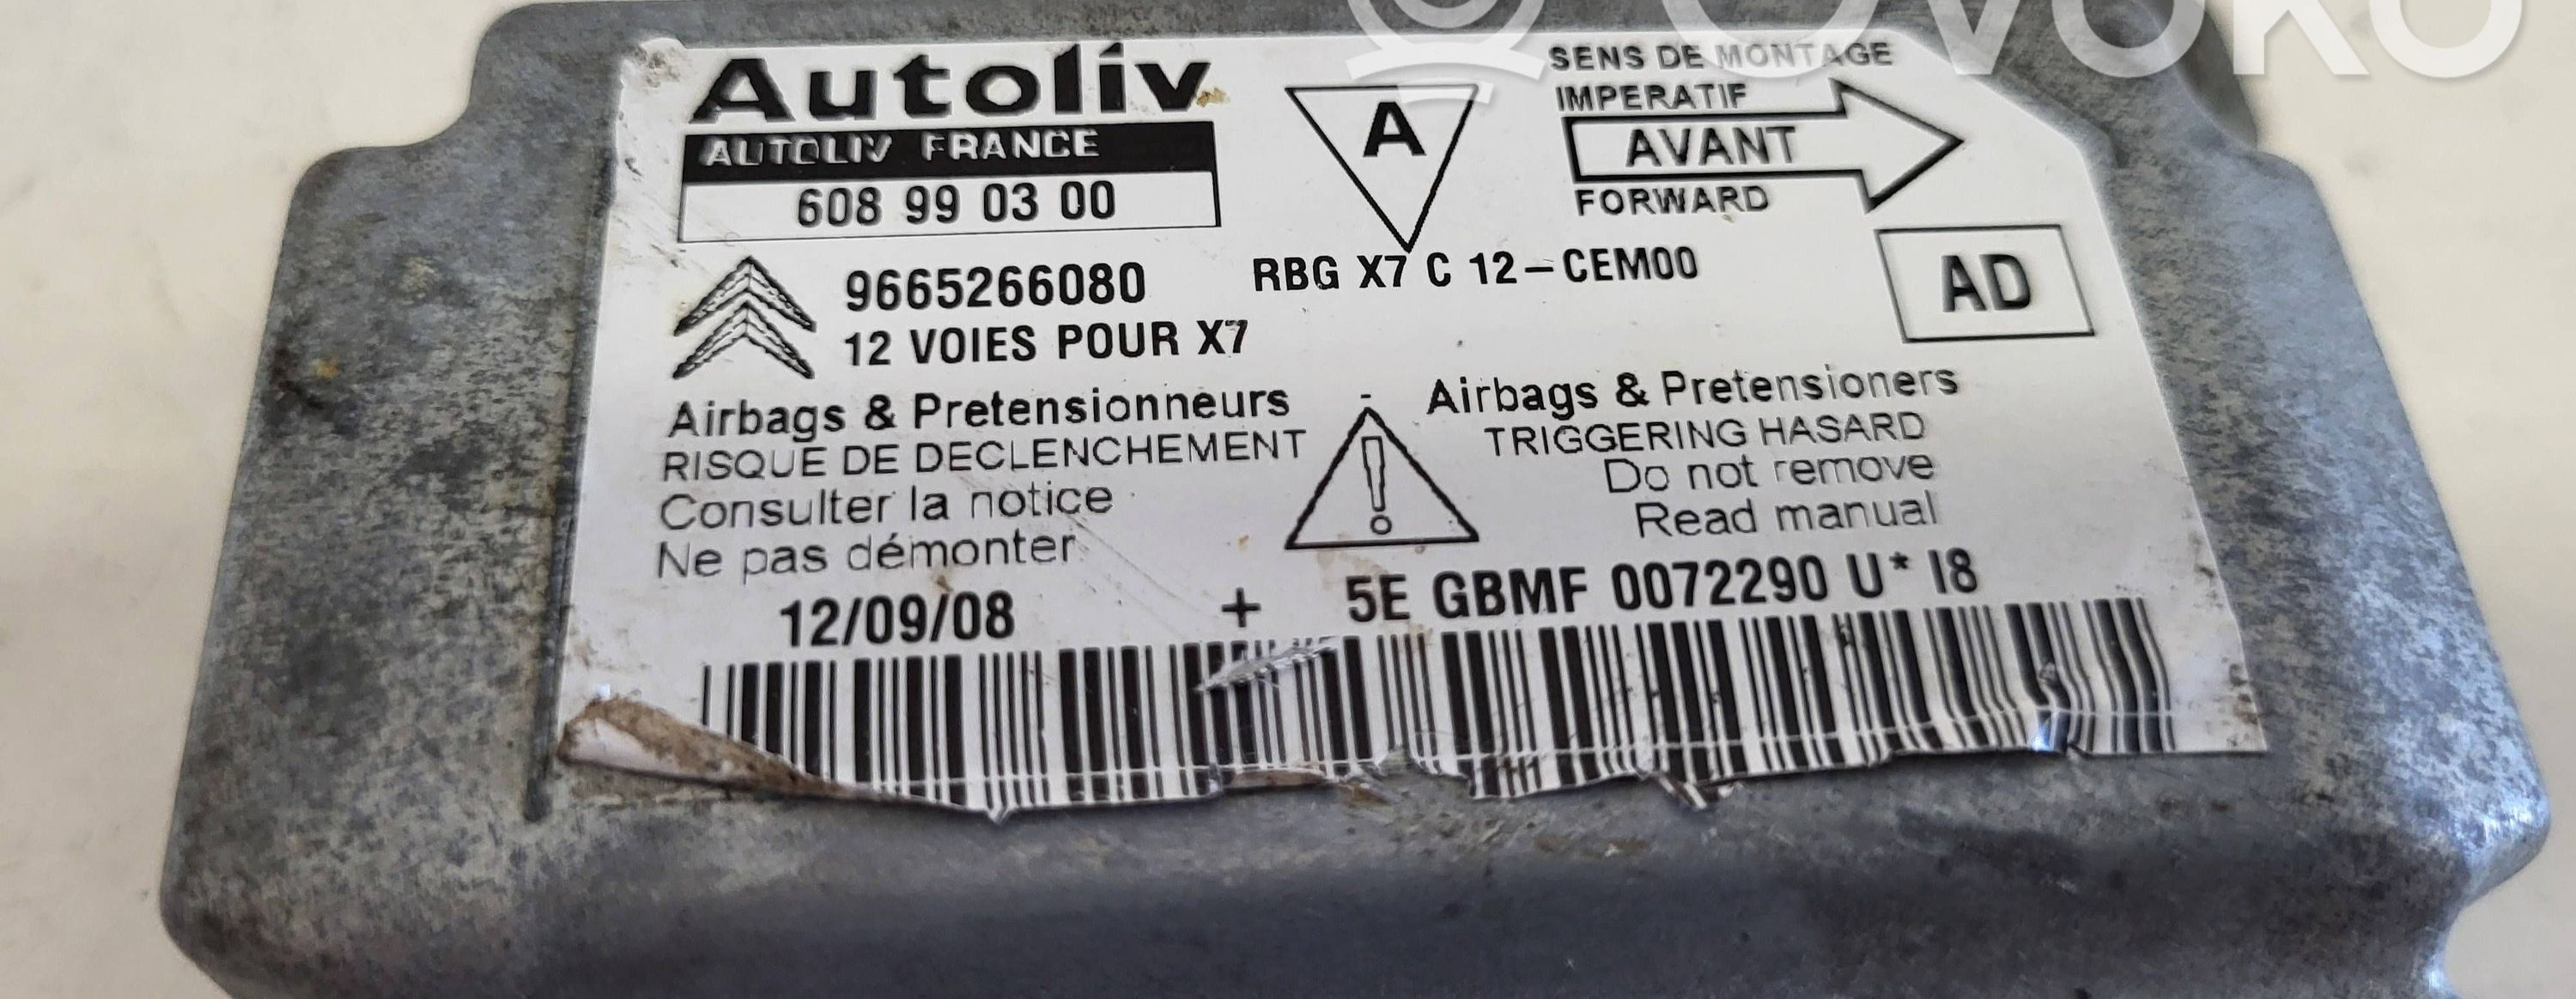 OVOKO
Autoliv
AUTOLIV FRANCE
608 99 03 00
A
SENS DE MONTAGE
IMPERATIF
AVANT
FORWARD
9665266080
RBG X7 C 12-CEM00
AD
12 VOIES POUR X7
Airbags & Pretensionneurs
RISQUE DE DECLENCHEMENT
Consulter la notice
Ne pas démonter
Airbags & Pretensioners
TRIGGERING HASARD
Do not remove
Read manual
12/09/08 + 5E GBMF 0072290 U* I8